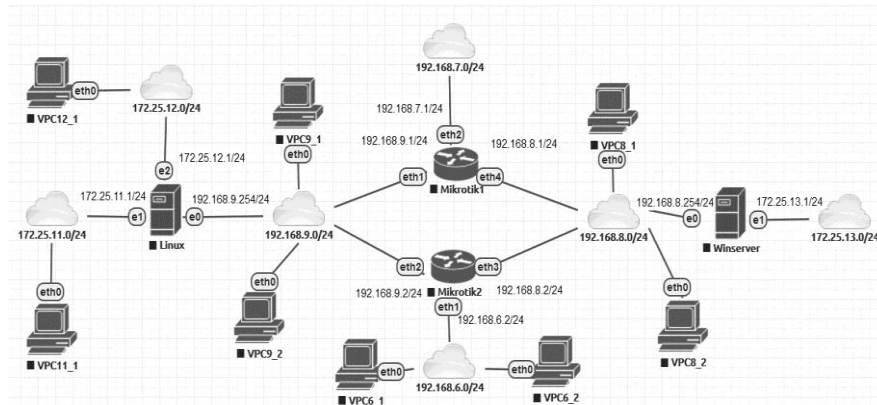 192.168.7.0/24
eth0
VPC12_1
172.25.12.0/24
VPC9_1
eth0
192.168.7.1/24
eth2
192.168.9.1/24
192.168.8.1/24
VPC8_1
eth0
172.25.12.1/24
e2
eth1
Mikrotik1
eth4
172.25.11.1/24
192.168.9.254/24
e1
e0
Linux
172.25.11.0/24
192.168.9.0/24
192.168.8.254/24
172.25.13.1/24
e0
e1
Winserver
192.168.8.0/24
172.25.13.0/24
eth2
eth3
Mikrotik2
192.168.9.2/24
192.168.8.2/24
eth1
192.168.6.2/24
eth0
VPC11_1
eth0
VPC9_2
eth0
VPC8_2
eth0
VPC6_1
192.168.6.0/24
eth0
VPC6_2